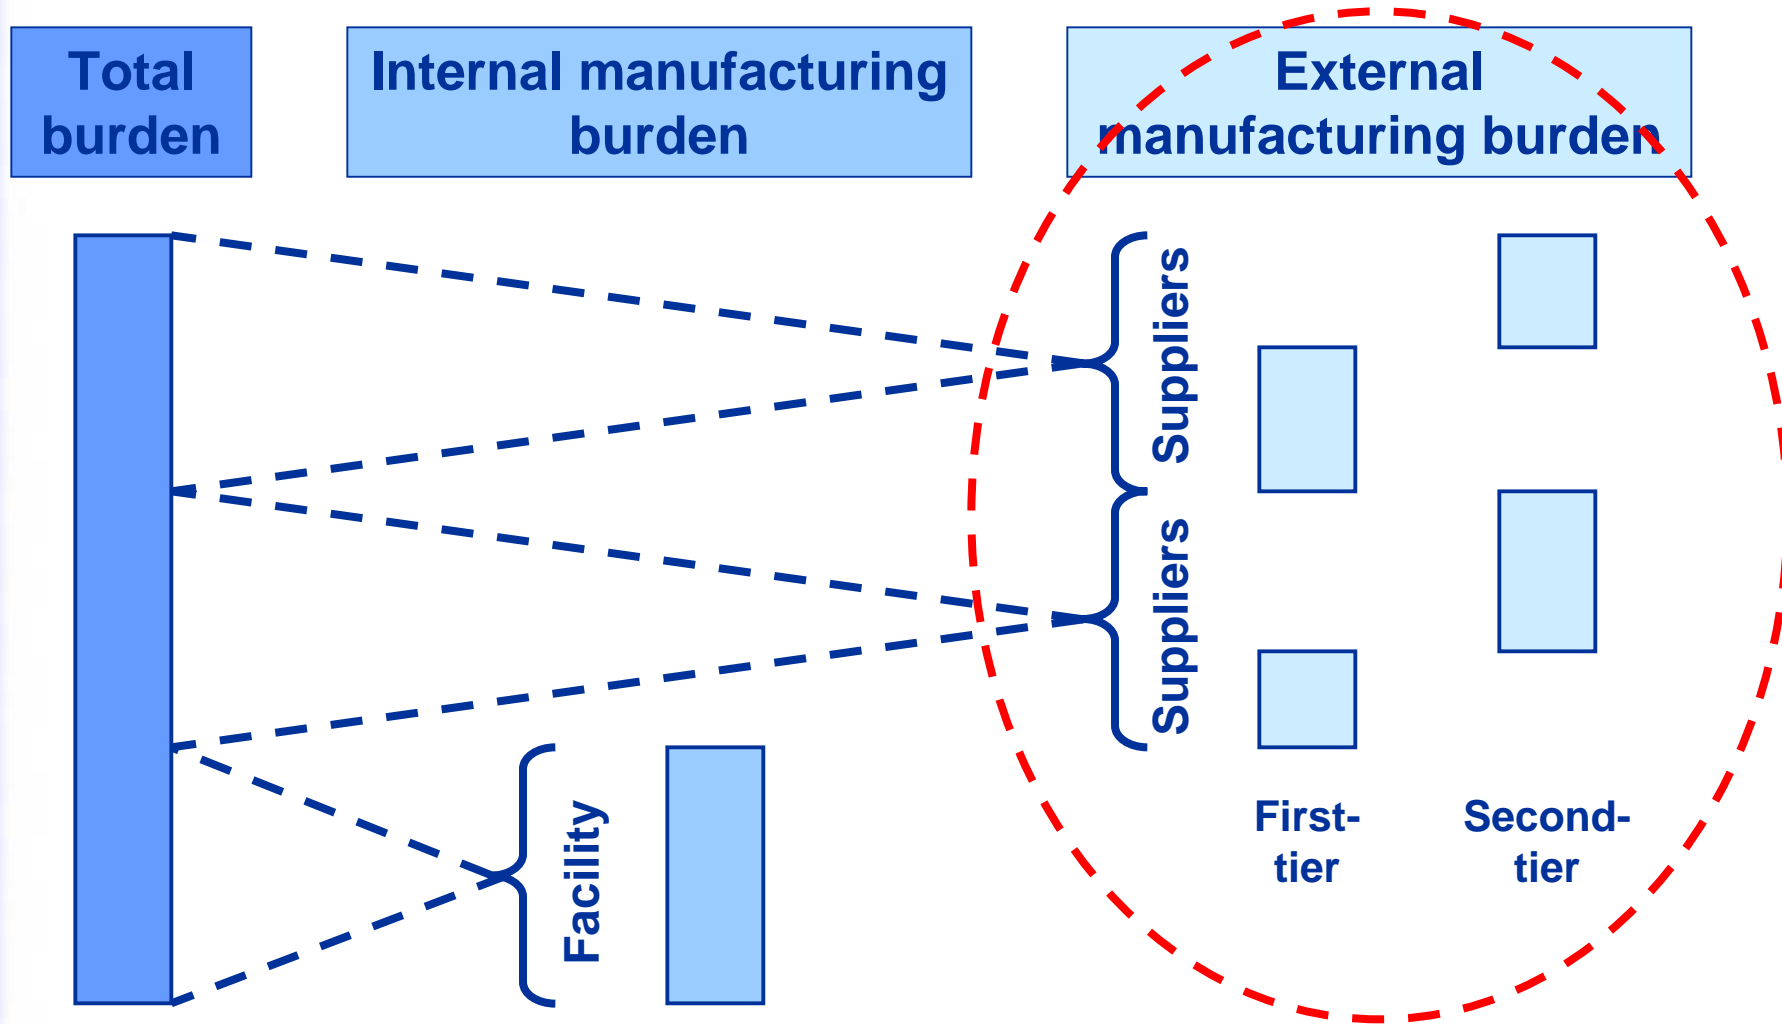 Total
burden
Internal manufacturing
burden
External
manufacturing burden
Suppliers
Suppliers
Facility
First-
tier
Second-
tier